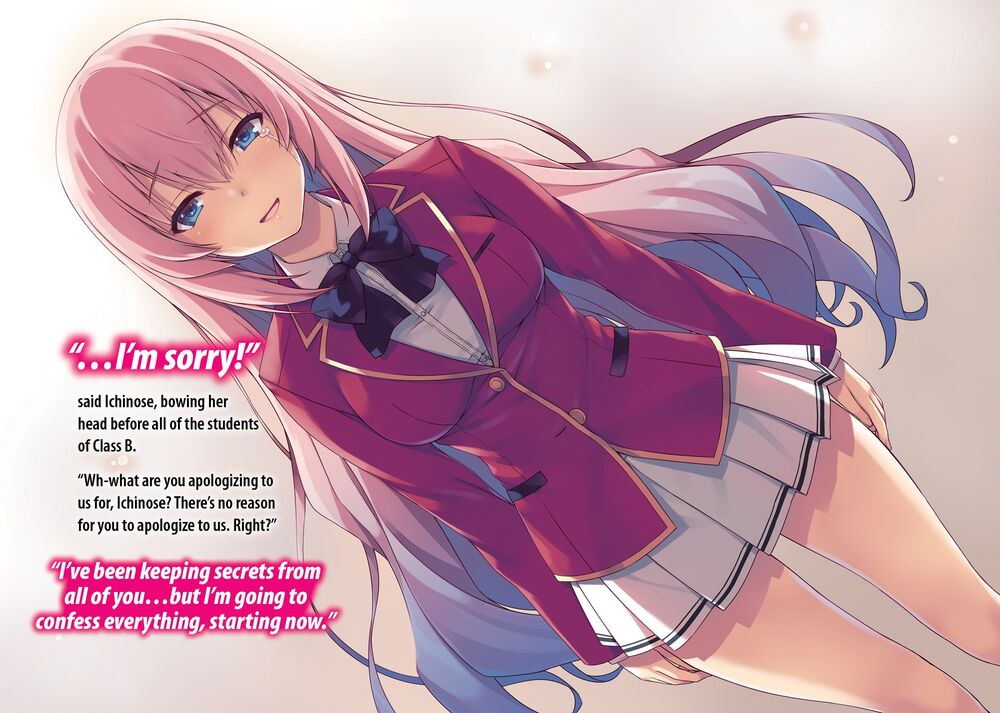 “…I’m sorry!”
said Ichinose, bowing her
head before all of the students
of Class B.
“Wh-what are you apologizing to
us for, Ichinose? There’s no reason
for you to apologize to us. Right?”
“I’ve been keeping secrets from
all of you…but I’m going to
confess everything, starting now.”